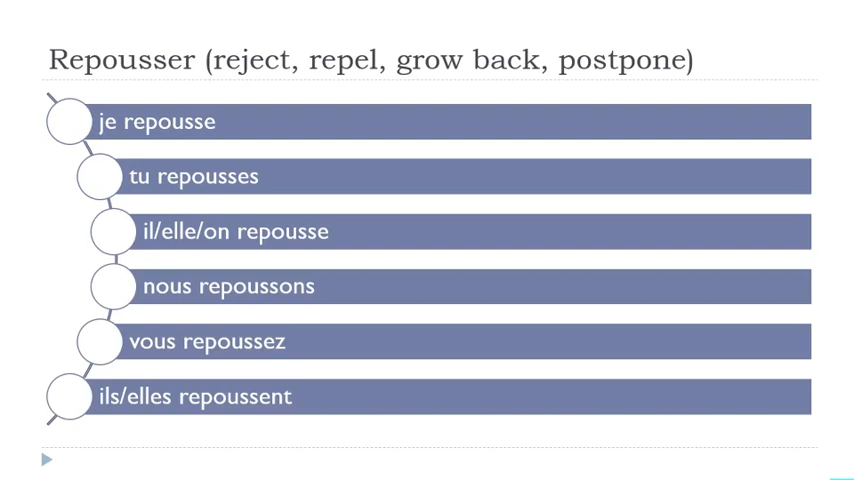 Repousser (reject, repel, grow back, postpone)
je repousse
tu repousses
il/elle/on repousse
nous repoussons
vous repoussez
ils/elles repoussent